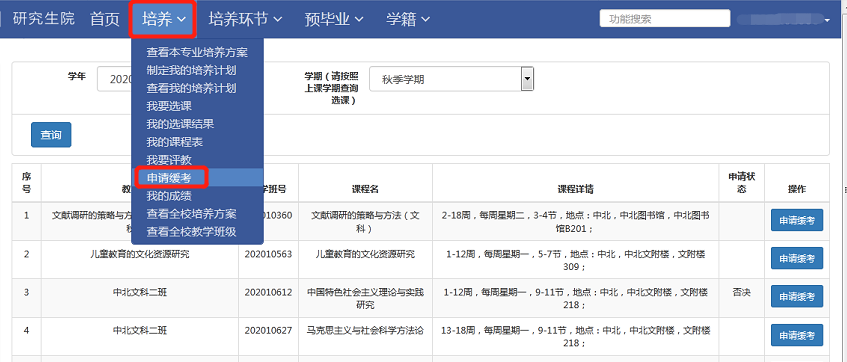 研究生院 首页 培养 培养环节 预毕业 学籍 功能搜索
查看本专业培养方案
制定我的培养计划
查看我的培养计划
我要选课
我的选课结果
我的课程表
我要评教
申请缓考
我的成绩
查看全校培养方案
查看全校教学班级
学年 2020
学期（请按照
上课学期查询
选课）
秋季学期
查询
序号 学班号 课程名 课程详情 申请状态 操作
1 文献调研的策略与方 02010360 文献调研的策略与方法（文科） 2-18周，每周星期二，3-4节，地点：中北，中北图书馆，中北图书馆B201； 申请缓考
2 儿童教育的文化资源研究 202010563 儿童教育的文化资源研究 1-12周，每周星期一，5-7节，地点：中北，中北文附楼，文附楼309； 申请缓考
3 中北文科二班 202010612 中国特色社会主义理论与实践研究 1-12周，每周星期一，9-11节，地点：中北，中北文附楼，文附楼218； 否决 申请缓考
4 中北文科二班 202010627 马克思主义与社会科学方法论 13-18周，每周星期一，9-11节，地点：中北，中北文附楼，文附楼218； 申请缓考